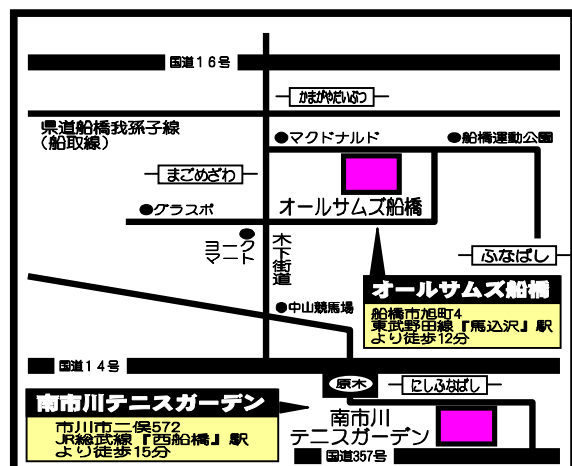 国道16号
かまがやだいぶつ
県道船橋我孫子線
(船取線)
●マクドナルド
●船橋運動公園
まごめざわ
オールサムズ船橋
●グラスポ
ヨークマート
木下街道
ふなばし
オールサムズ船橋
船橋市旭町4
東武野田線『馬込沢』駅
より徒歩12分
●中山競馬場
国道14号
原木
にしふなばし
南市川テニスガーデン
市川市二俣572
JR総武線『西船橋』駅
より徒歩15分
南市川
テニスガーデン
国道357号